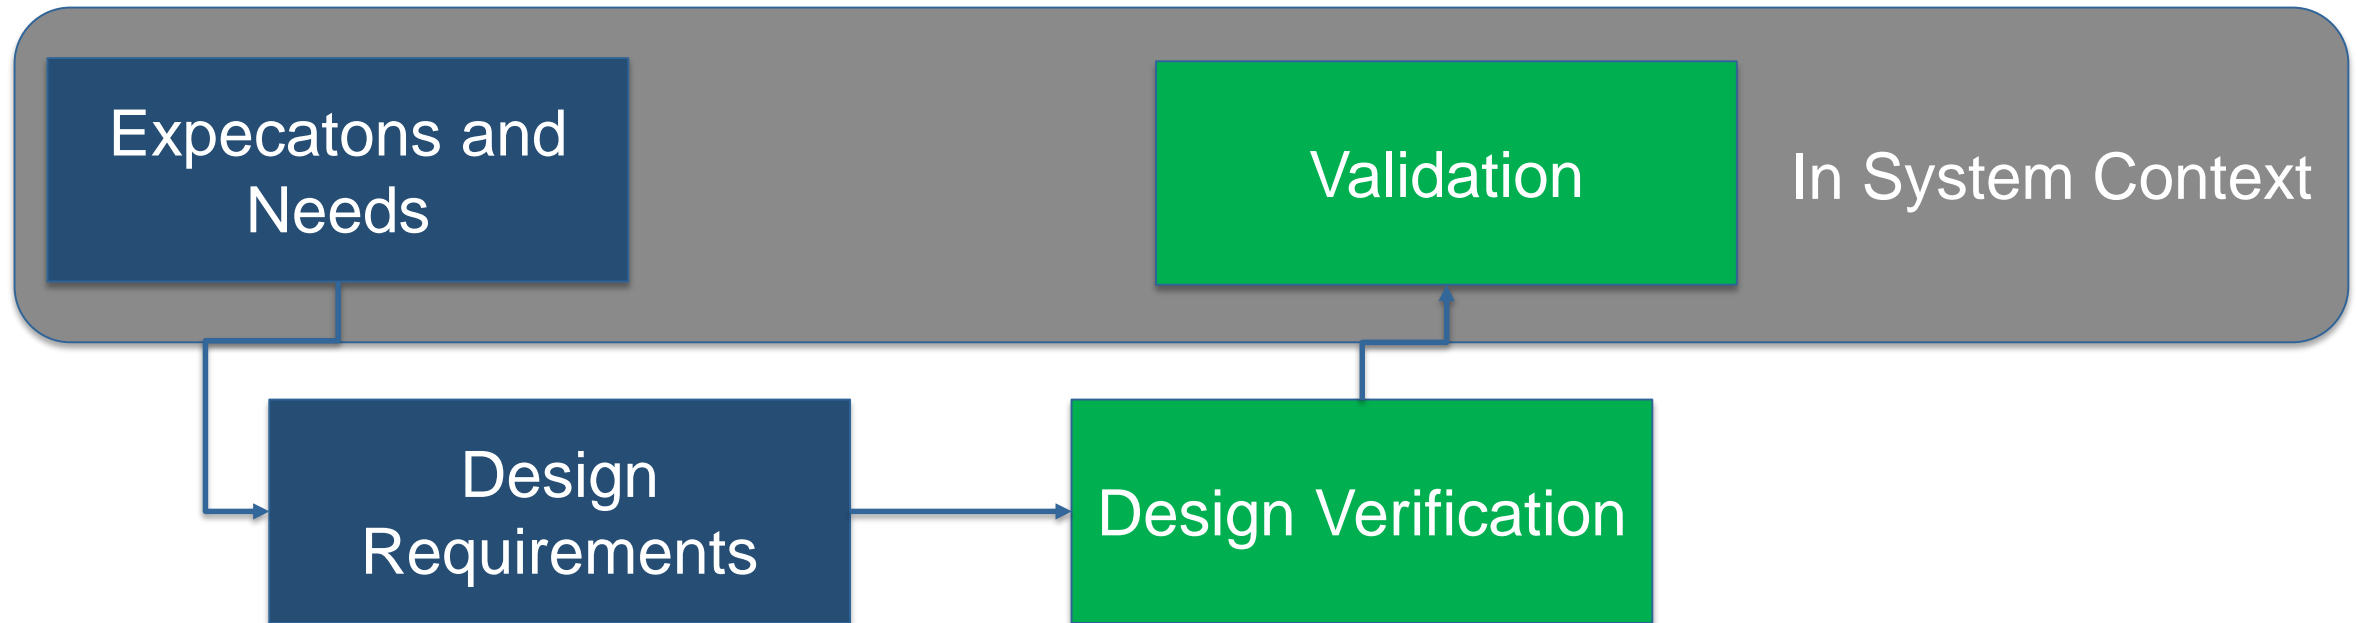 Expecatons and
Needs
Validation
In System Context
Design
Requirements
Design Verification